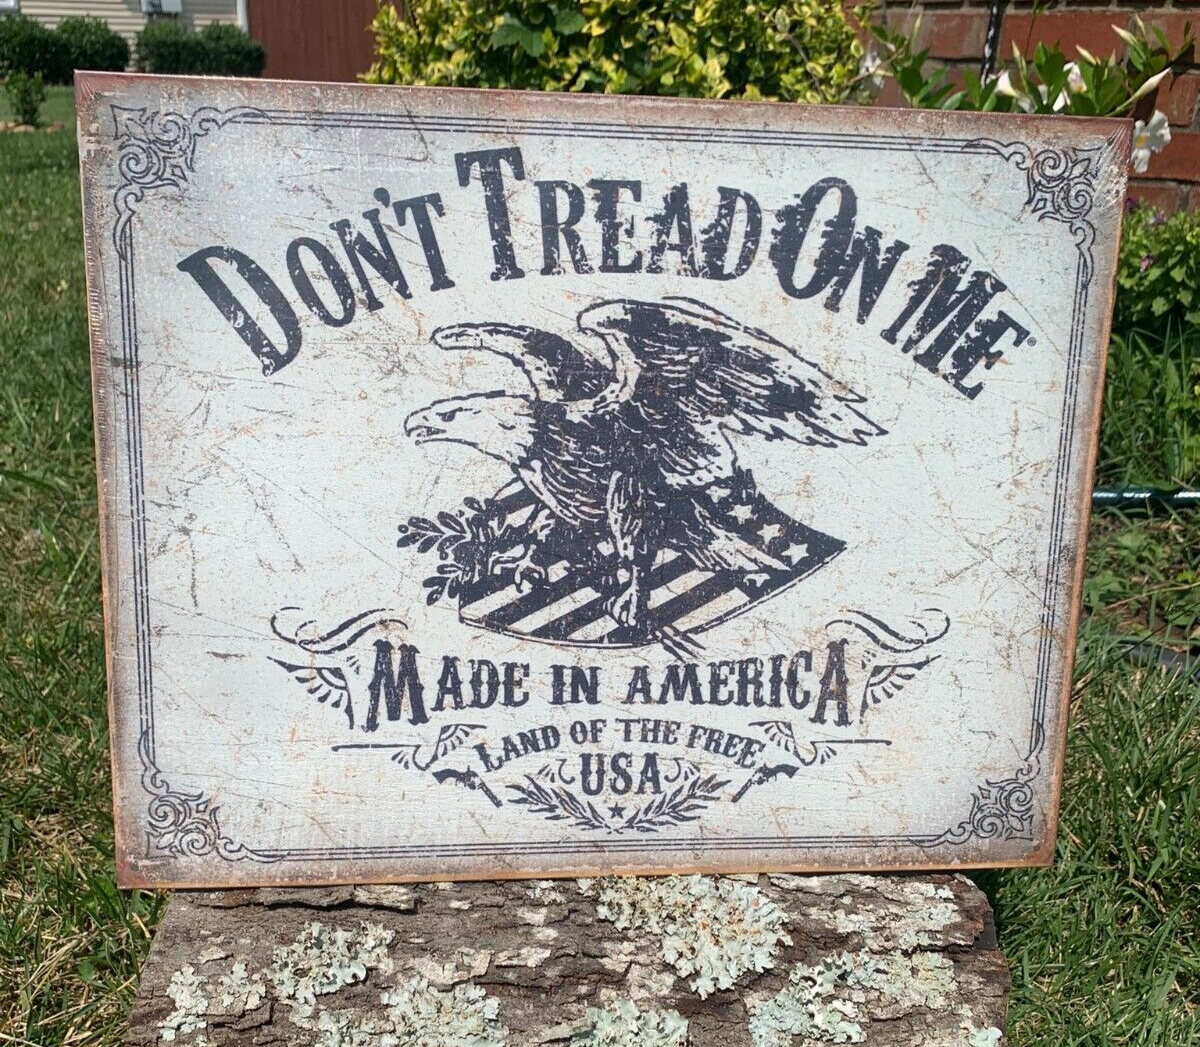 DON'T TREAD ON ME®
MADE IN AMERICA
LAND OF THE FREE
USA